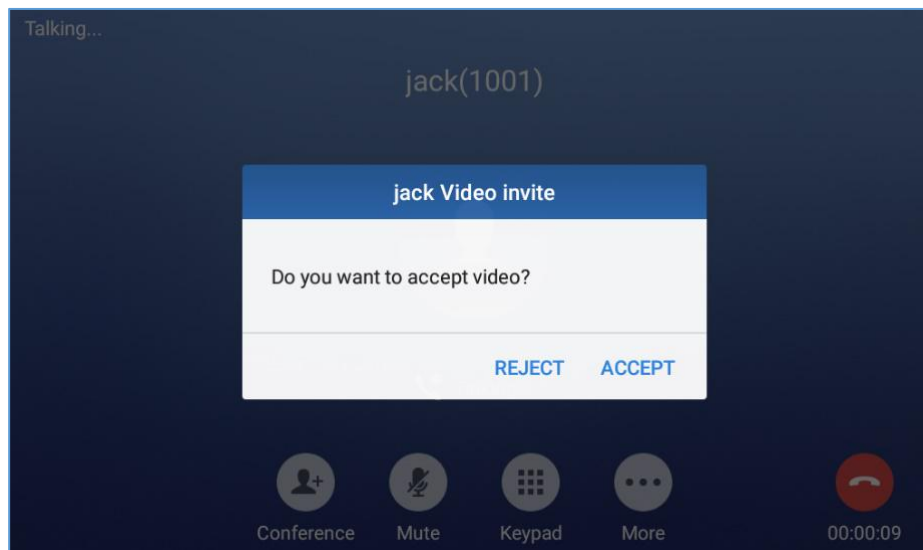 Talking...
jack(1001)
jack Video invite
Do you want to accept video?
REJECT ACCEPT
Conference Mute Keypad More 00:00:09